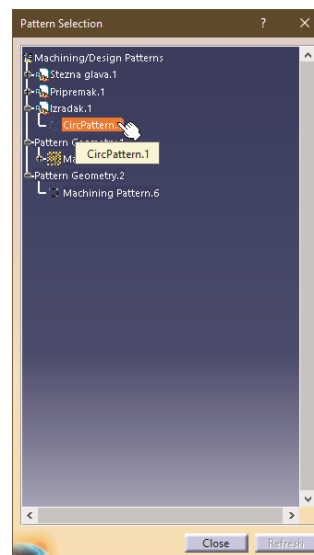 Pattern Selection ? ×
Machining/Design Patterns
Stezna glava.1
Pripremak.1
Izradak.1
CircPattern.
CircPattern.1
Pattern
Pattern Geometry.2
Machining Pattern.6
Close Refresh